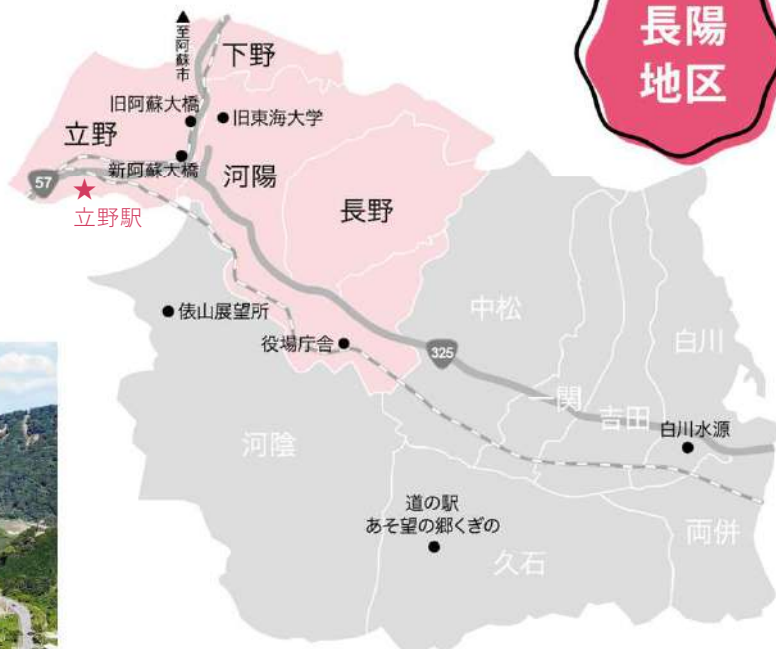 長陽
地区
至阿蘇市
下野
旧阿蘇大橋
旧東海大学
立野
新阿蘇大橋
河陽
57
立野駅
長野
俵山展望所
中松
役場庁舎
325
白川
一関
吉田
白川水源
河陰
道の駅
あそ望の郷くぎの
久石
両併